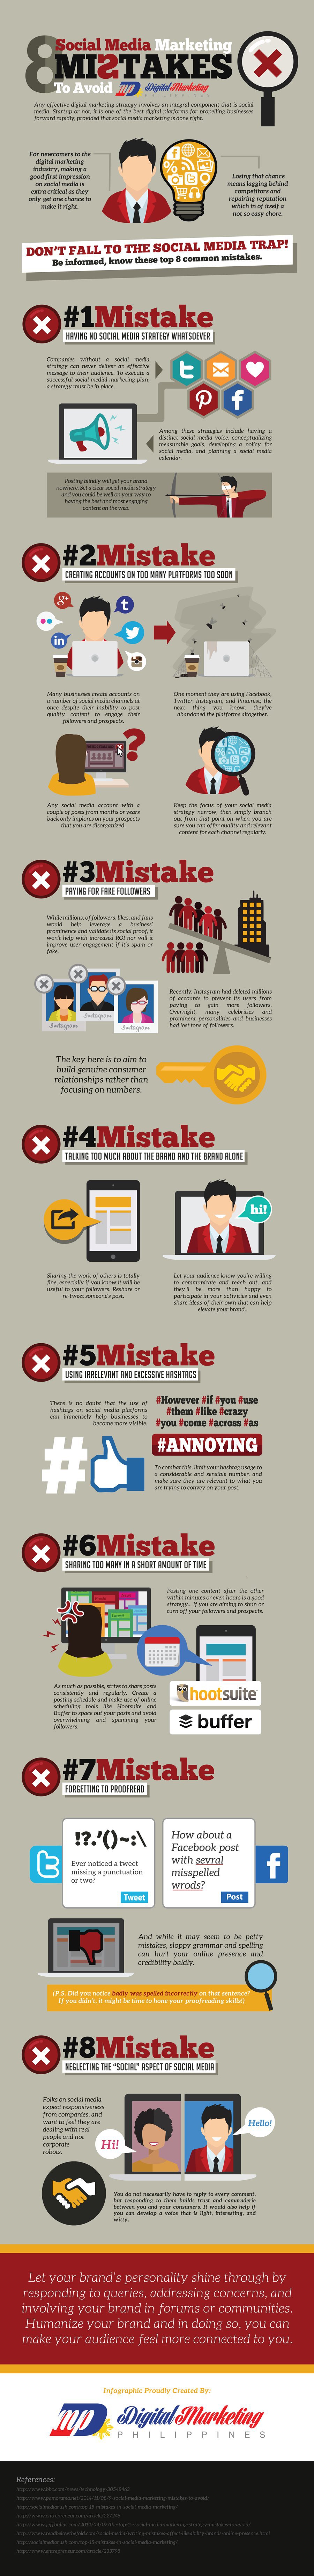 8 Social Media Marketing
MISTAKES
To Avoid Digital Marketing
PHILIPPINES
Any effective digital marketing strategy involves an integral component that is social
media. Startup or not, it is one of the best digital platforms for propelling businesses
forward rapidly, provided that social media marketing is done right.
For newcomers to the
digital marketing
industry, making a
good first impression
on social media is
extra critical as they
only get one chance to
make it right.
Losing that chance
means lagging behind
competitors and
repairing reputation
which in of itself a
not so easy chore.
DON'T FALL TO THE SOCIAL MEDIA TRAP!
Be informed, know these top 8 common mistakes.
#1Mistake
HAVING NO SOCIAL MEDIA STRATEGY WHATSOEVER
Companies without a social media
strategy can never deliver an effective
message to their audience. To execute a
successful social medial marketing plan,
a strategy must be in place.
Among these strategies include having a
distinct social media voice, conceptualizing
measurable goals, developing a policy for
social media, and planning a social media
calendar.
Posting blindly will get your brand
nowhere. Set a clear social media strategy
and you could be well on your way to
having the best and most engaging
content on the web.
#2Mistake
CREATING ACCOUNTS ON TOO MANY PLATFORMS TOO SOON
Many businesses create accounts on
a number of social media channels at
once despite their inability to post
quality content to engage their
followers and prospects.
One moment they are using Facebook,
Twitter, Instagram, and Pinterest; the
next thing you know, they've
abandoned the platforms altogether.
Any social media account with a
couple of posts from months or years
back only leaves on your prospects
that you are disorganized.
Keep the focus of your social media
strategy narrow, then simply branch
out from that point on when you are
sure you can offer quality and relevant
content for each channel regularly.
#3Mistake
PAYING FOR FAKE FOLLOWERS
While millions, of followers, likes, and fans
would help leverage a business'
prominence and validate its social proof, it
won't help with increased ROI nor will it
improve user engagement if it's spam or
fake.
Instagram
Instagram
Instagram
Recently, Instagram had deleted millions
of accounts to prevent its users from
paying to gain more followers.
Overnight, many celebrities and
prominent personalities and businesses
had lost tons of followers.
The key here is to aim to
build genuine consumer
relationships rather than
focusing on numbers.
#4Mistake
TALKING TOO MUCH ABOUT THE BRAND AND THE BRAND ALONE
hi!
Sharing the work of others is totally
fine, especially if you know it will be
useful to your followers. Reshare or
re-tweet someone's post.
Let your audience know you're willing
to communicate and reach out, and
they'll be more than happy to
participate in your activities and even
share ideas of their own that can help
elevate your brand..
#5Mistake
USING IRRELEVANT AND EXCESSIVE HASHTAGS
There is no doubt that the use of
hashtags on social media platforms
can immensely help businesses to
become more visible.
#However #if #you #use
#them #like #crazy
#you #come #across #as
#ANNOYING
To combat this, limit your hashtag usage to
a considerable and sensible number, and
make sure they are relevant to what you
are trying to convey on your post.
#6Mistake
SHARING TOO MANY IN A SHORT AMOUNT OF TIME
Posting one content after the other
within minutes or even hours is a good
strategy... If you are aiming to shun or
turn off your followers and prospects.
As much as possible, strive to share posts
consistently and regularly. Create a
posting schedule and make use of online
scheduling tools like Hootsuite and
Buffer to space out your posts and avoid
overwhelming and spamming your
followers.
hootsuite
buffer
#7Mistake
FORGETTING TO PROOFREAD
!?.'()~:\
Ever noticed a tweet
missing a punctuation
or two?
Tweet
How about a
Facebook post
with sevral
misspelled
wrods?
Post
And while it may seem to be petty
mistakes, sloppy grammar and spelling
can hurt your online presence and
credibility baldly.
(P.S. Did you notice badly was spelled incorrectly on that sentence?
If you didn't, it might be time to hone your proofreading skills!)
#8Mistake
NEGLECTING THE "SOCIAL" ASPECT OF SOCIAL MEDIA
Folks on social media
expect responsiveness
from companies, and
want to feel they are
dealing with real
people and not
corporate
robots.
Hi!
Hello!
You do not necessarily have to reply to every comment,
but responding to them builds trust and camaraderie
between you and your consumers. It would also help if
you can develop a voice that is light, interesting, and
witty.
Let your brand's personality shine through by
responding to queries, addressing concerns, and
involving your brand in forums or communities.
Humanize your brand and in doing so, you can
make your audience feel more connected to you.
Infographic Proudly Created By:
Digital Marketing
PHILIPPINES
References: